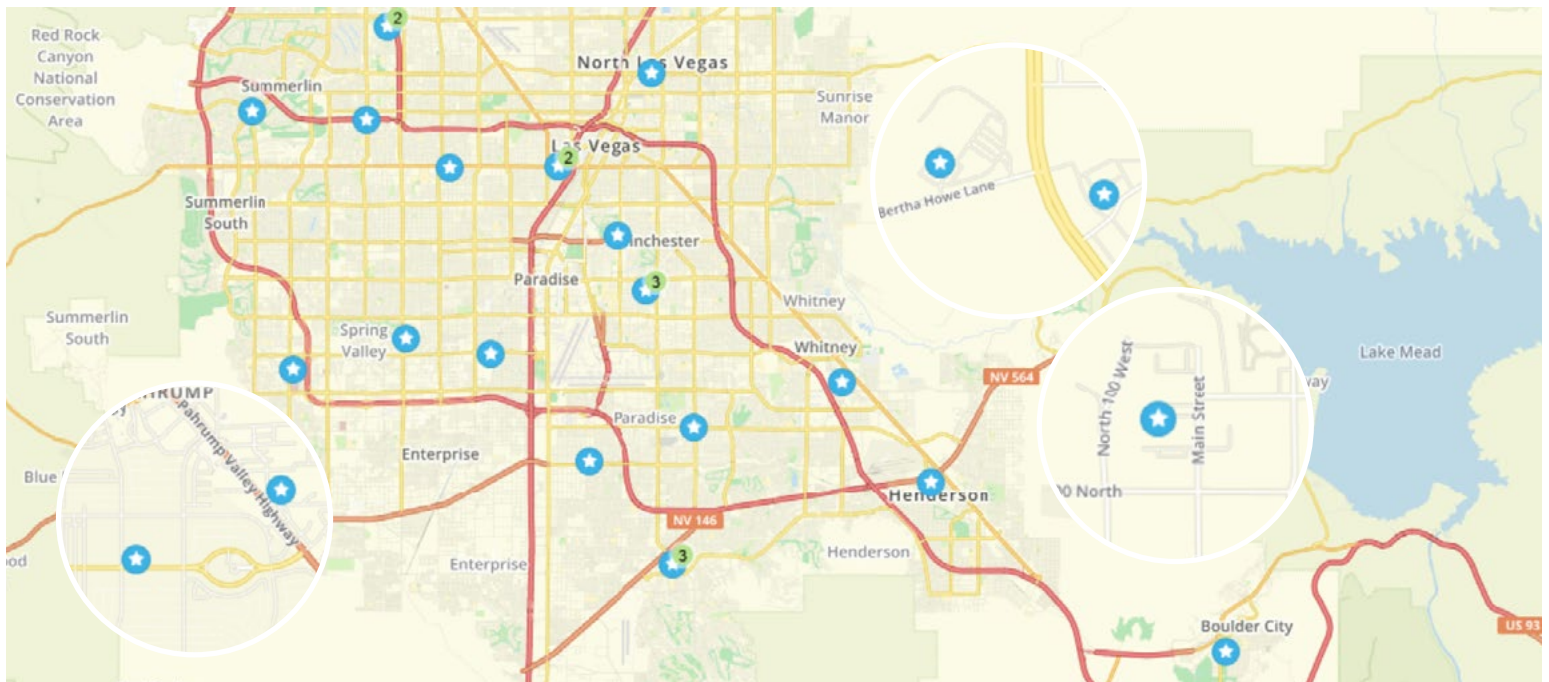 2
Red Rock
Canyon
National
Conservation
Area
North Las Vegas
Summerlin
Sunrise
Manor
Las Vegas
2
Bertha Howe Lane
Summerlin
South
inchester
Paradise
3
Whitney
Summerlin
South
Spring
Valley
Whitney
Lake Mead
NV 564
way
North 100 West
Main Street
HRUMP
Pahrump Valley Highway
Paradise
Enterprise
Blue
Henderson
00 North
NV 146
Henderson
3
Enterprise
ood
Boulder City
US 93